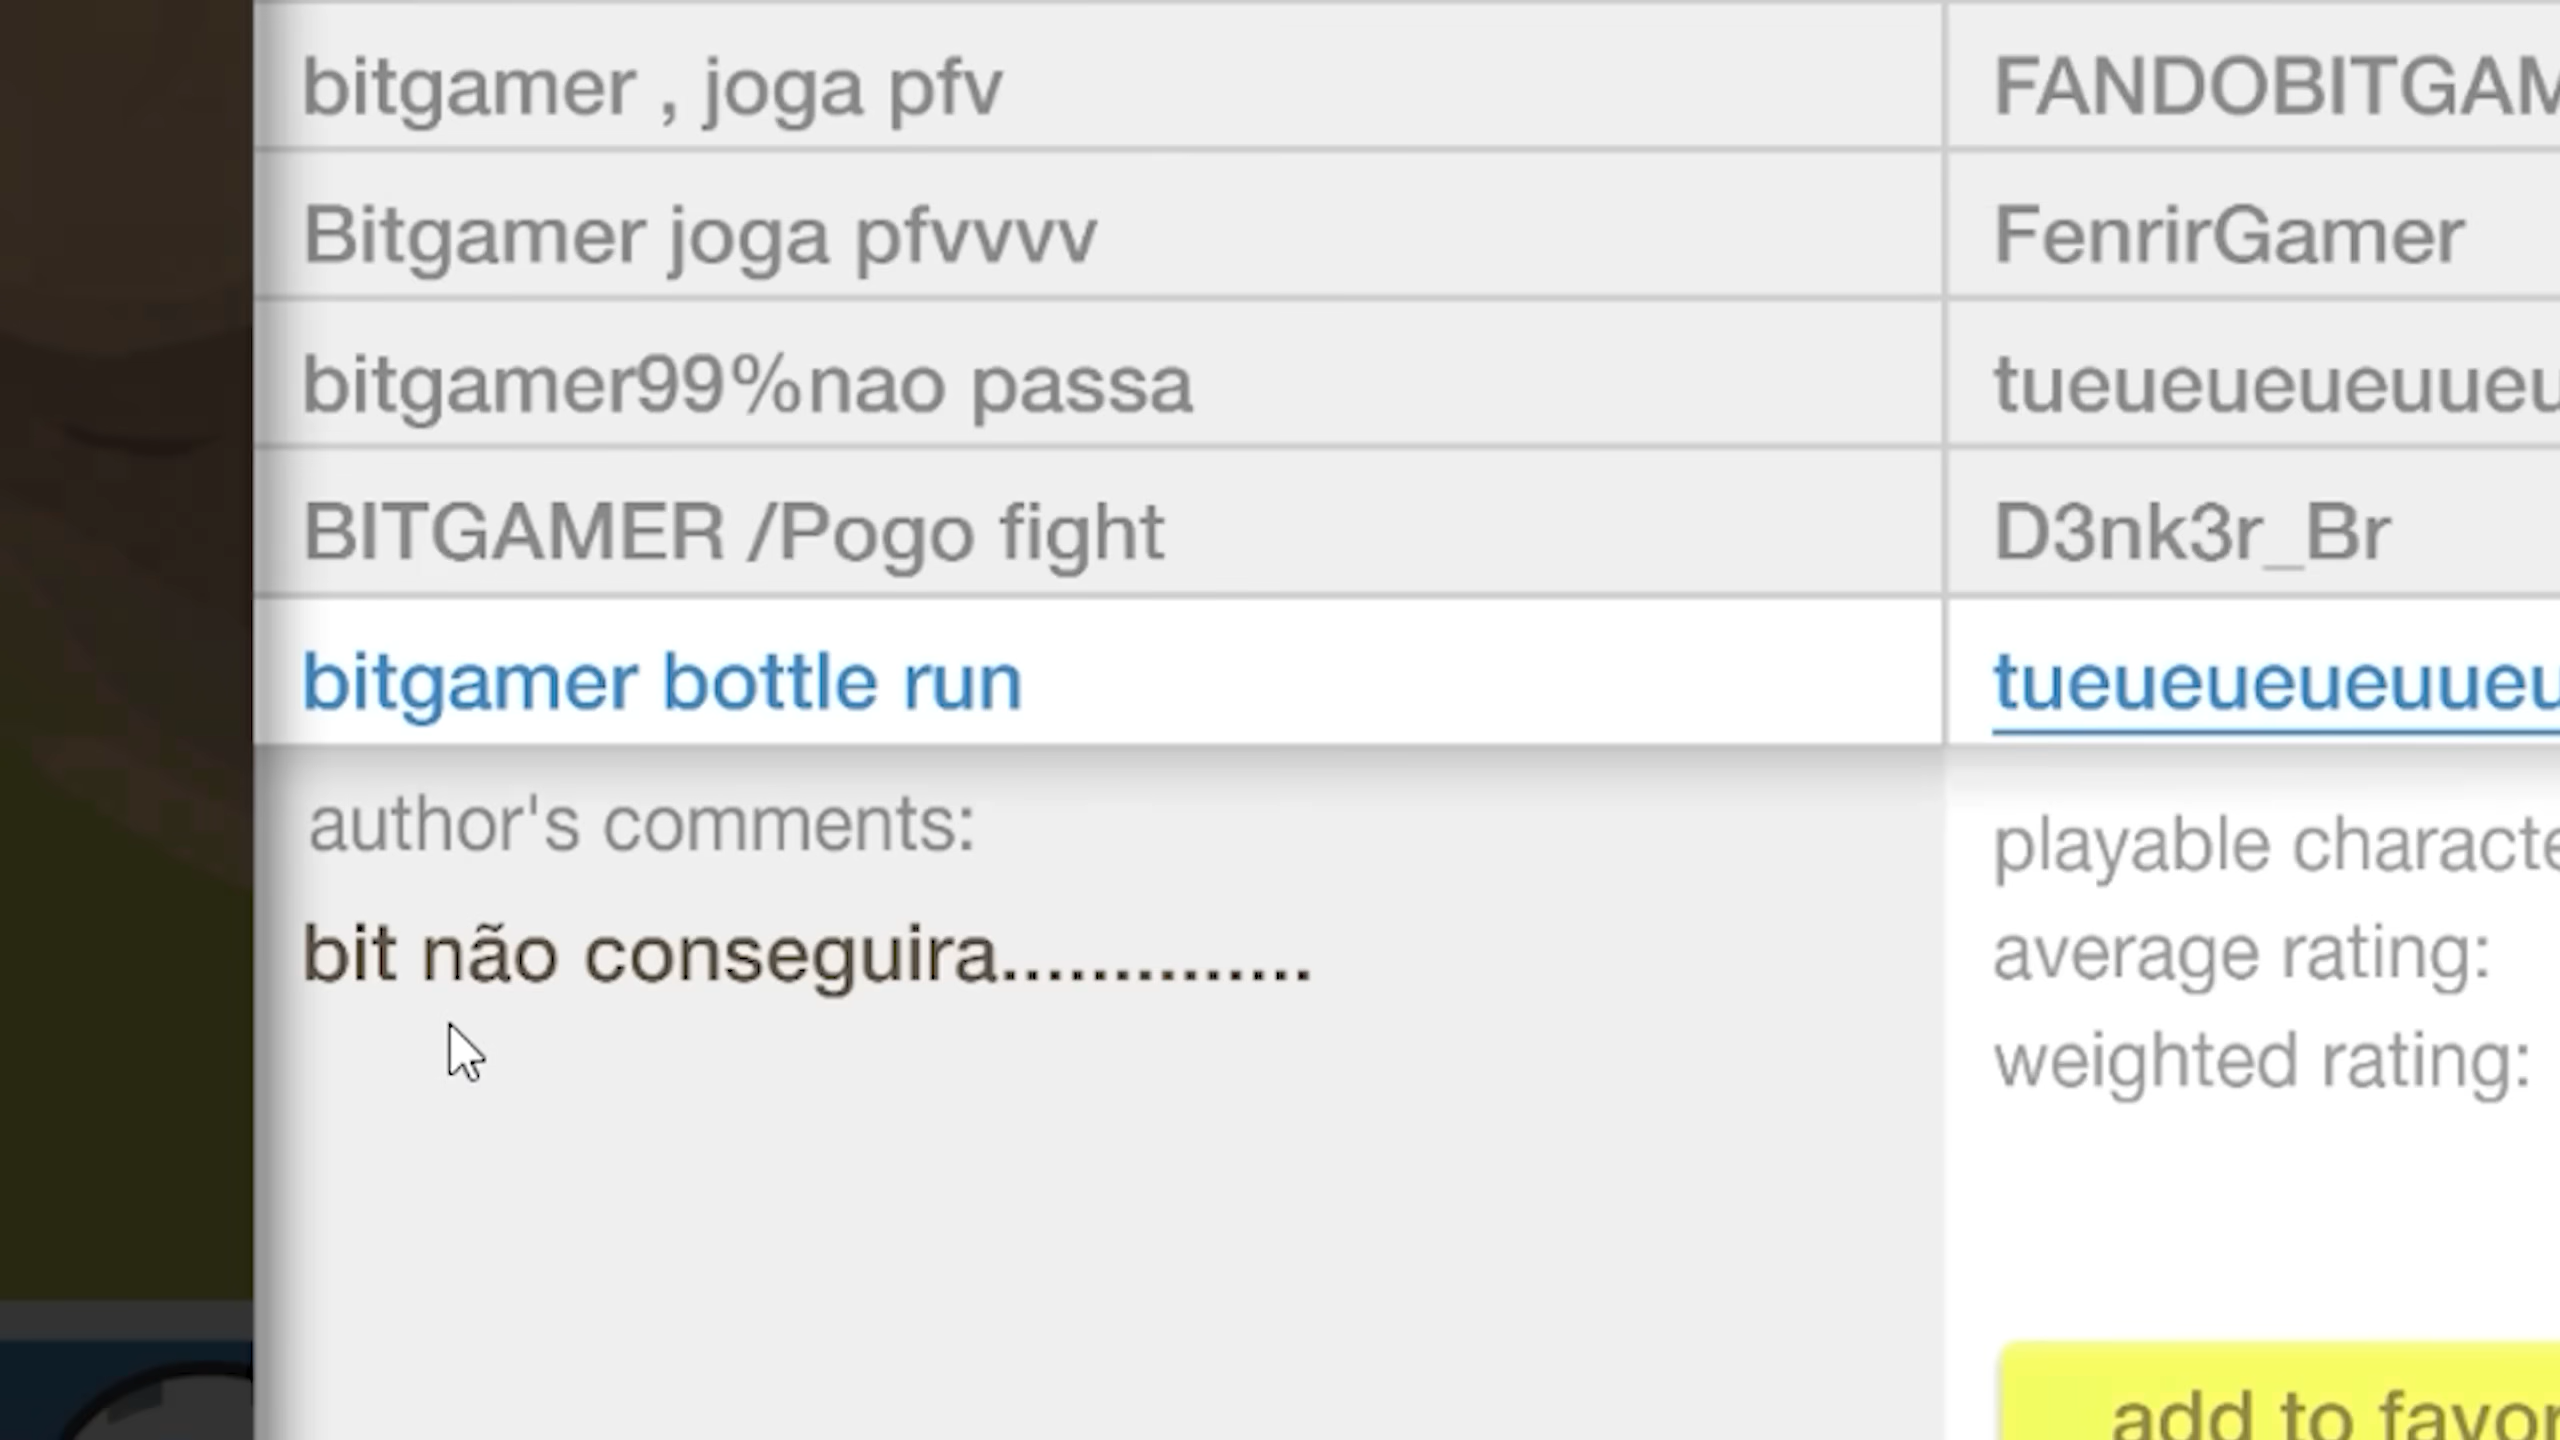 bitgamer , joga pfv
FANDOBITGAM
Bitgamer joga pfvvvv
FenrirGamer
bitgamer99%nao passa
tueueueueuueu
BITGAMER /Pogo fight
D3nk3r_Br
bitgamer bottle run
tueueueueuueu
author's comments:
bit não conseguira..............
playable characte
average rating:
weighted rating:
add to favor